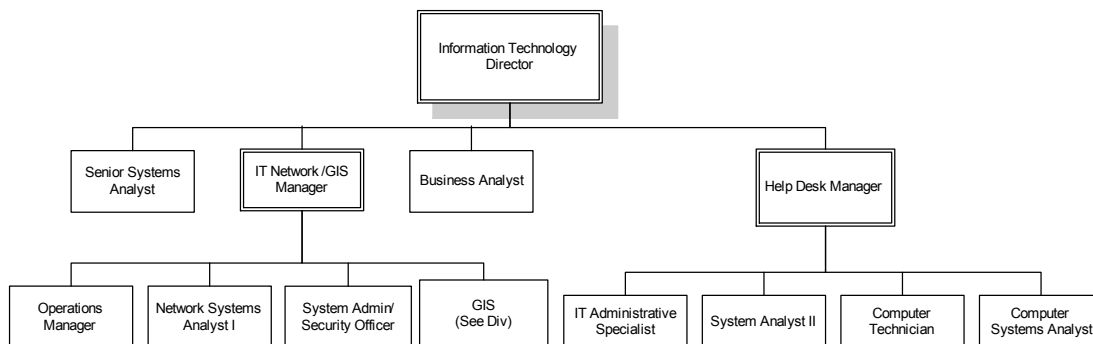 Information Technology
Director
Senior Systems
Analyst
IT Network /GIS
Manager
Business Analyst
Help Desk Manager
Operations
Manager
Network Systems
Analyst I
System Admin/
Security Officer
GIS
(See Div)
IT Administrative
Specialist
System Analyst II
Computer
Technician
Computer
Systems Analyst